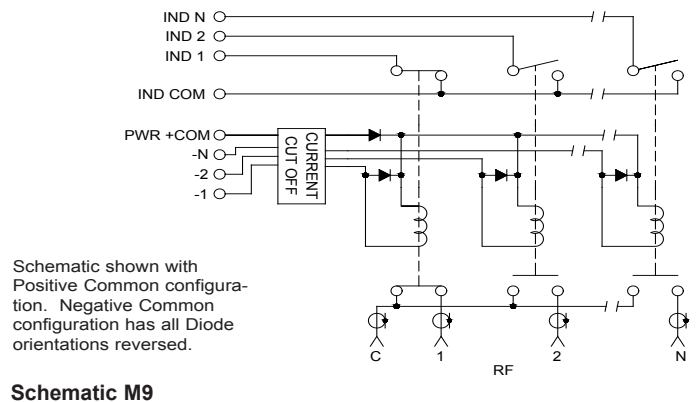 IND N
IND 2
IND 1
IND COM
PWR +COM
-N
-2
-1
CURRENT
CUT OFF
Schematic shown with
Positive Common configura-
tion. Negative Common
configuration has all Diode
orientations reversed.
C
1
2
N
RF
Schematic M9